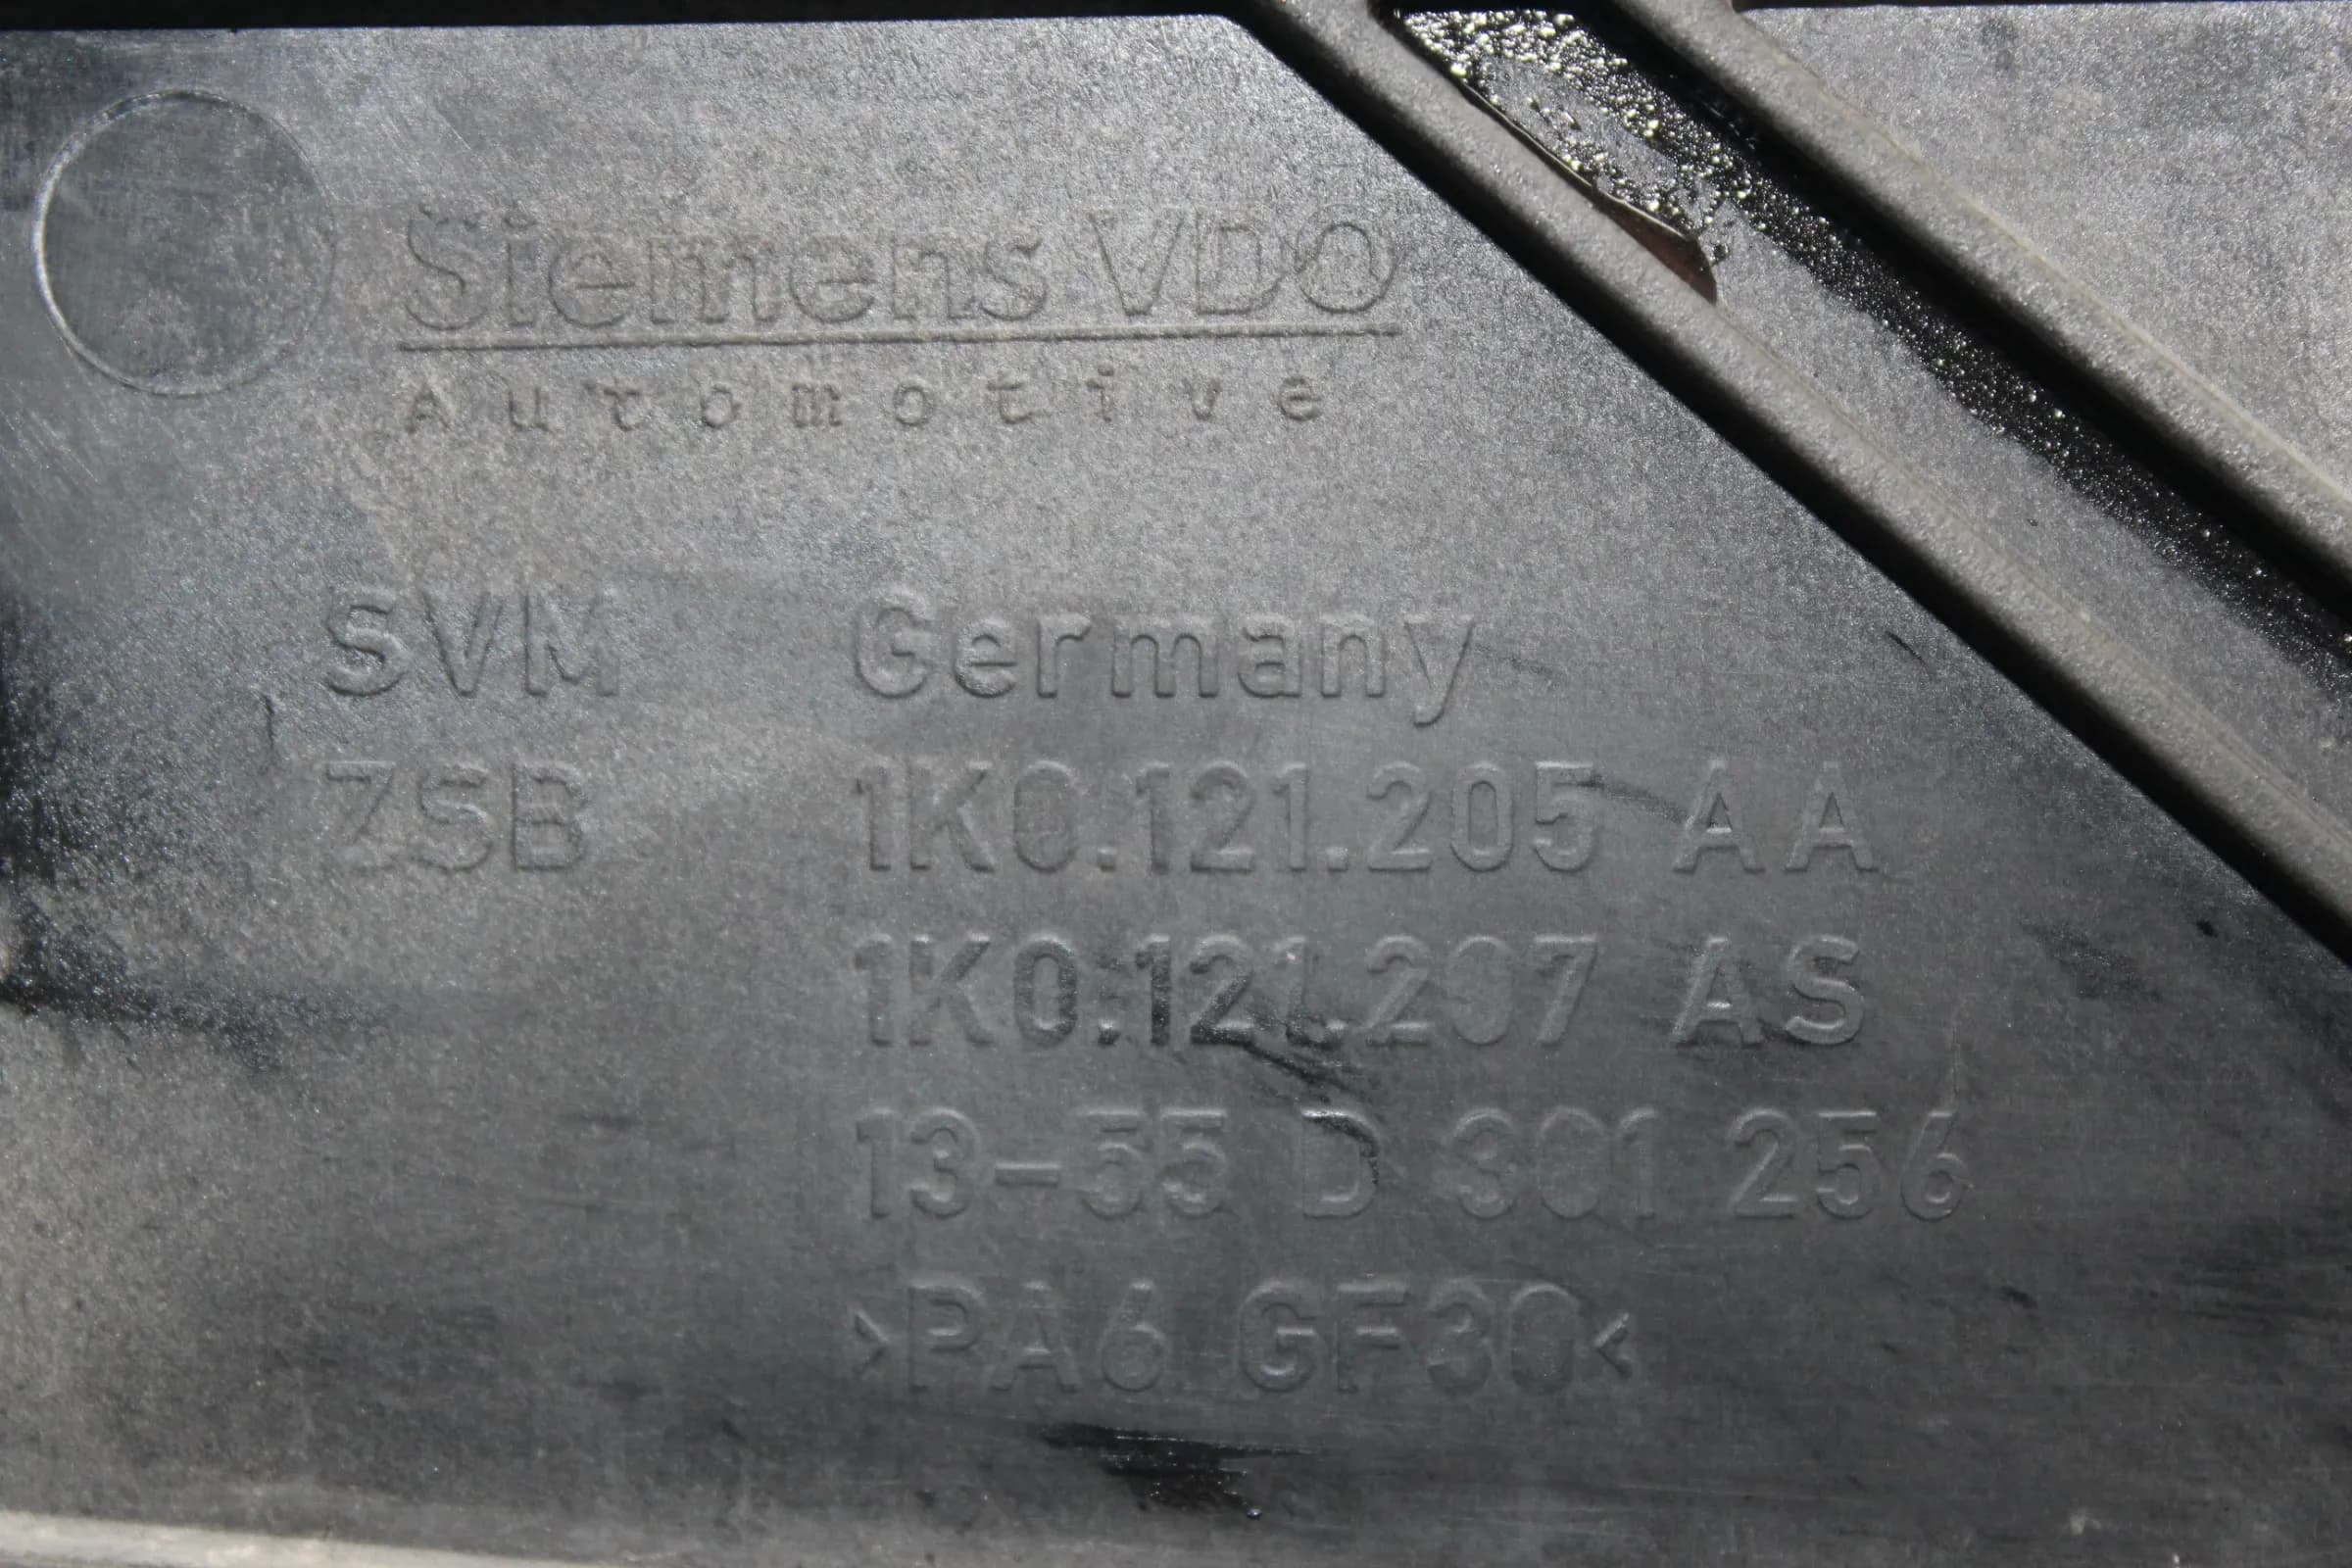 Siemens VDO
Automotive
SVM Germany
ZSB 1K0.121.205 AA
1K0.121.207 AS
13-55 D 301 256
>PA6 GF30<